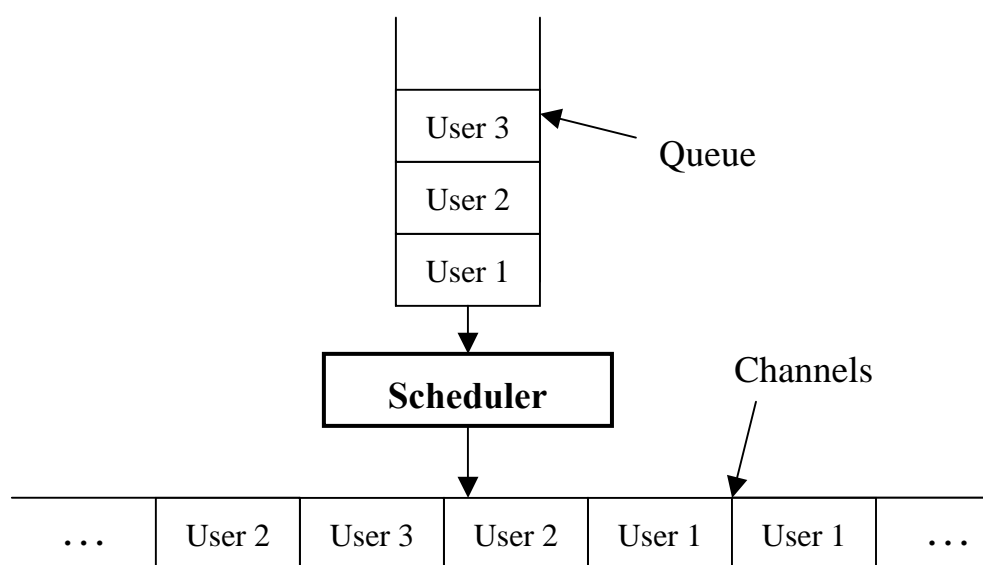 User 3
Queue
User 2
User 1
Scheduler
Channels
... User 2 User 3 User 2 User 1 User 1 ...